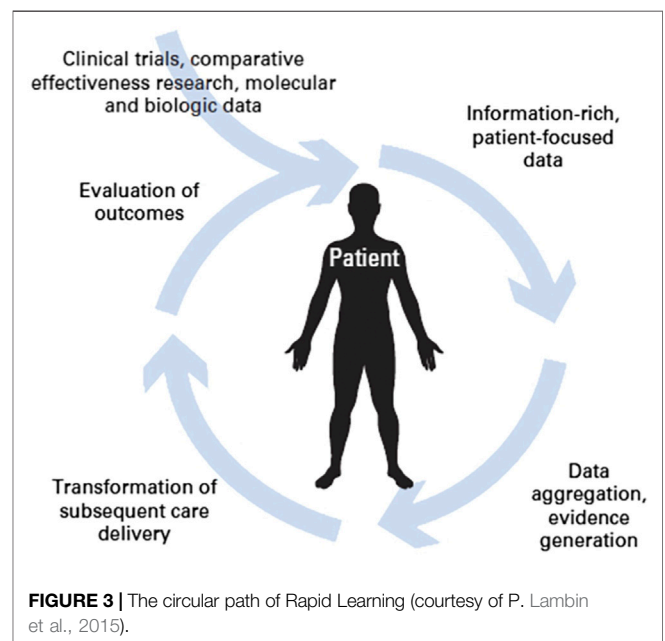 Clinical trials, comparative
effectiveness research, molecular
and biologic data
Information-rich,
patient-focused
data
Evaluation of
outcomes
Patient
Transformation of
subsequent care
delivery
Data
aggregation,
evidence
generation
FIGURE 3 | The circular path of Rapid Learning (courtesy of P. Lambin
et al., 2015).